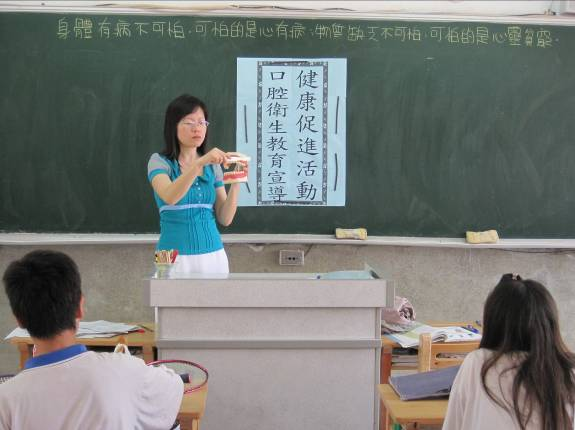 身體有病不可怕．可怕的是心有病．物質缺乏不可怕．可怕的是心靈貧窮．
健康促進活動
口腔衛生教育宣導